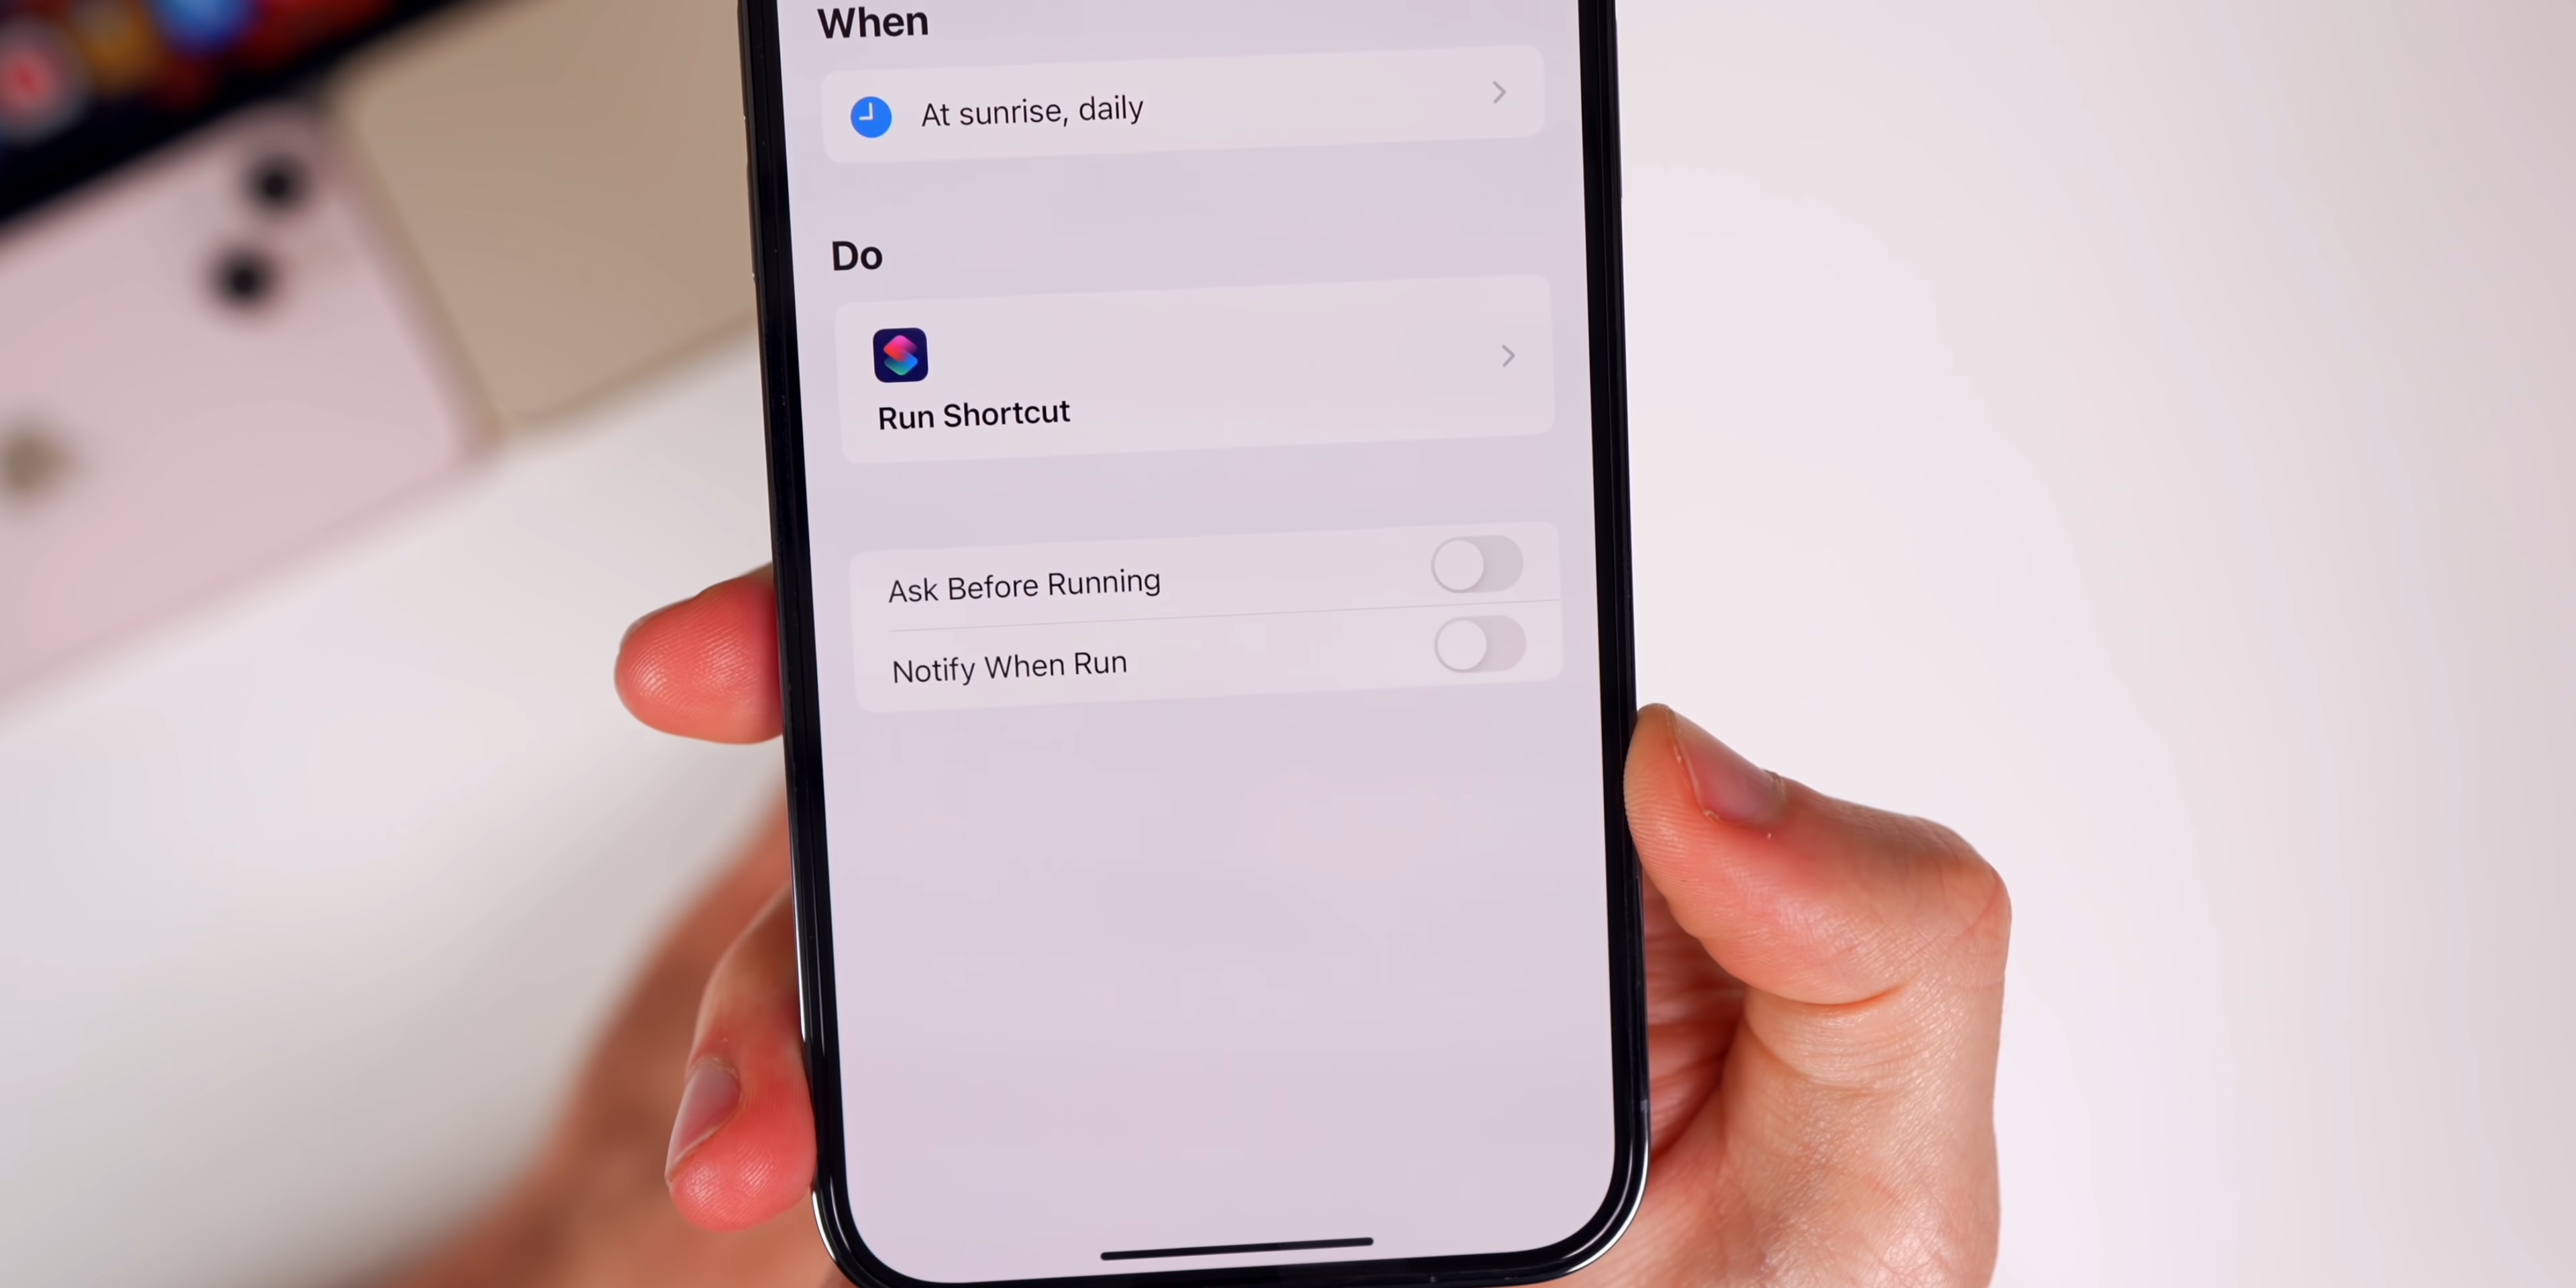 When
At sunrise, daily
Do
Run Shortcut
Ask Before Running
Notify When Run